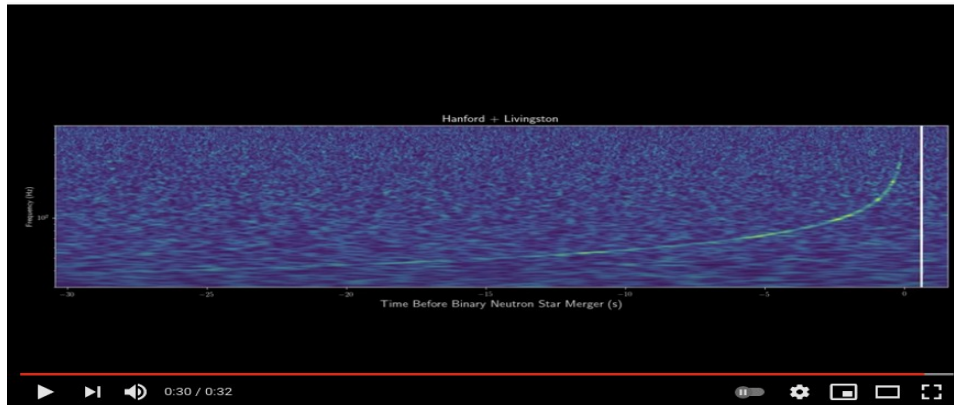 Hanford + Livingston
Frequency (Hz)
10²
−30 −25 −20 −15 −10 −5 0
Time Before Binary Neutron Star Merger (s)
0:30 / 0:32